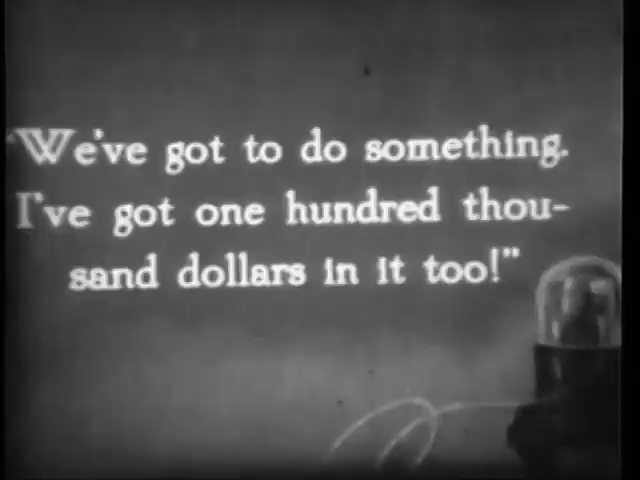 "We've got to do something.
I've got one hundred thou-
sand dollars in it too!"